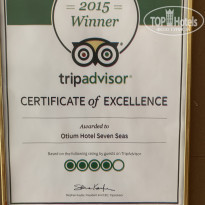 2015
Winner
TOP HOTELS
tripadvisor®
CERTIFICATE of EXCELLENCE
Awarded to
Otium Hotel Seven Seas